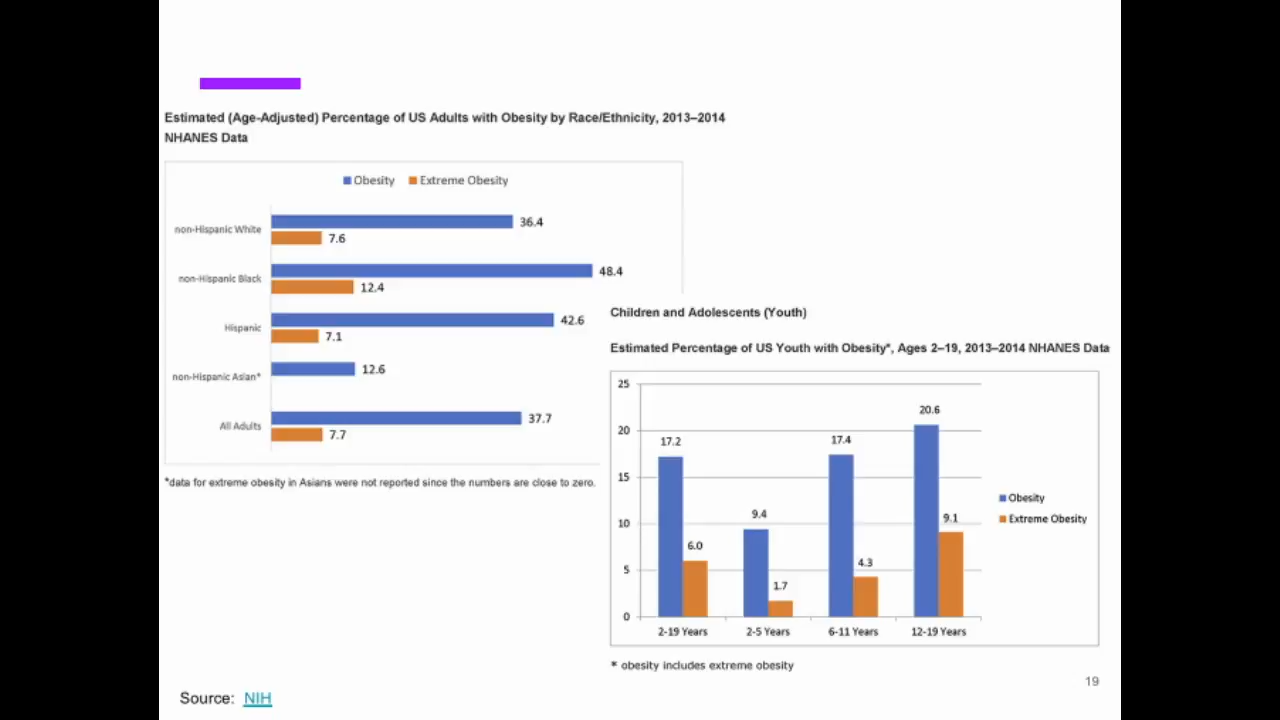 Estimated (Age-Adjusted) Percentage of US Adults with Obesity by Race/Ethnicity, 2013–2014
NHANES Data
Obesity Extreme Obesity
non-Hispanic White
36.4
7.6
non-Hispanic Black
48.4
12.4
Hispanic
42.6
7.1
non-Hispanic Asian*
12.6
All Adults
37.7
7.7
*data for extreme obesity in Asians were not reported since the numbers are close to zero.
Children and Adolescents (Youth)
Estimated Percentage of US Youth with Obesity*, Ages 2–19, 2013–2014 NHANES Data
25
20
15
10
5
0
17.2
6.0
9.4
1.7
17.4
4.3
20.6
9.1
2-19 Years 2-5 Years 6-11 Years 12-19 Years
Obesity
Extreme Obesity
* obesity includes extreme obesity
19
Source: NIH